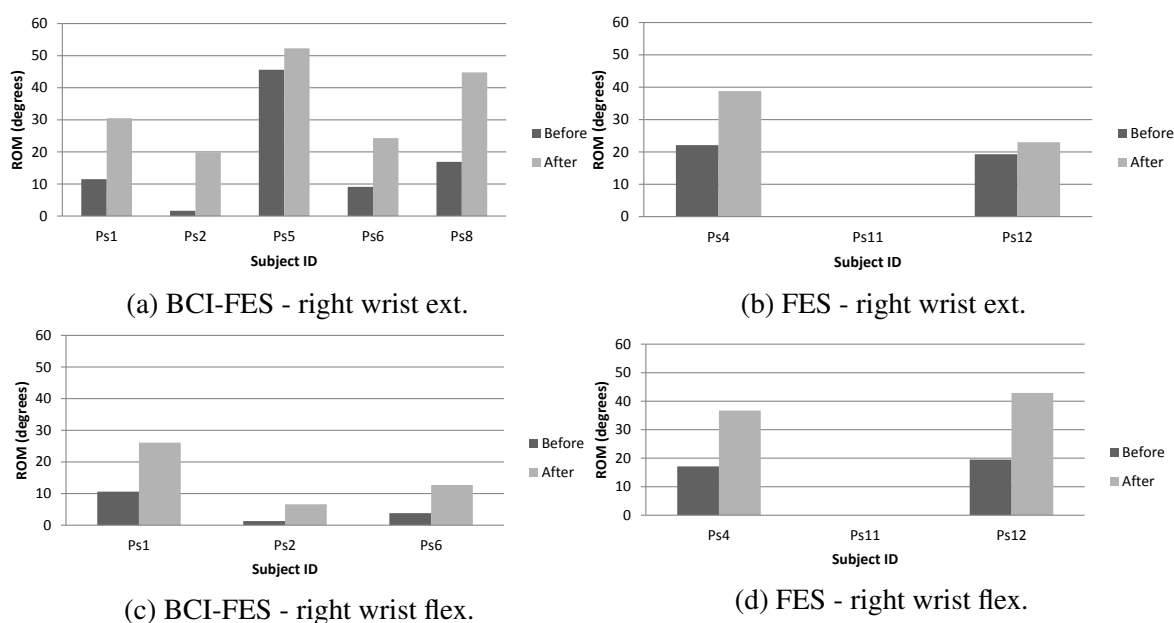 60
50
40
30
20
10
0
ROM (degrees)
Ps1 Ps2 Ps5 Ps6 Ps8
Subject ID
Before
After
(a) BCI-FES - right wrist ext.
60
50
40
30
20
10
0
ROM (degrees)
Ps4 Ps11 Ps12
Subject ID
Before
After
(b) FES - right wrist ext.
60
50
40
30
20
10
0
ROM (degrees)
Ps1 Ps2 Ps6
Subject ID
Before
After
(c) BCI-FES - right wrist flex.
60
50
40
30
20
10
0
ROM (degrees)
Ps4 Ps11 Ps12
Subject ID
Before
After
(d) FES - right wrist flex.